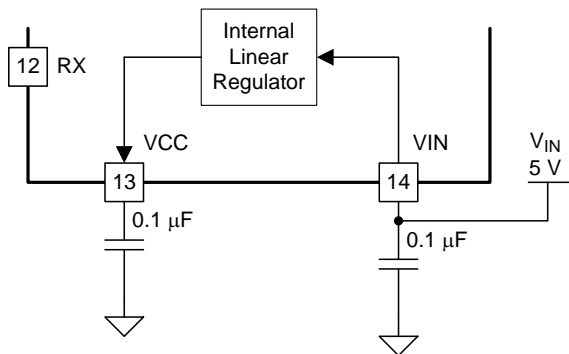 Internal
Linear
Regulator
12 RX
VCC
VIN
13
14
V_IN
5 V
0.1 μF
0.1 μF